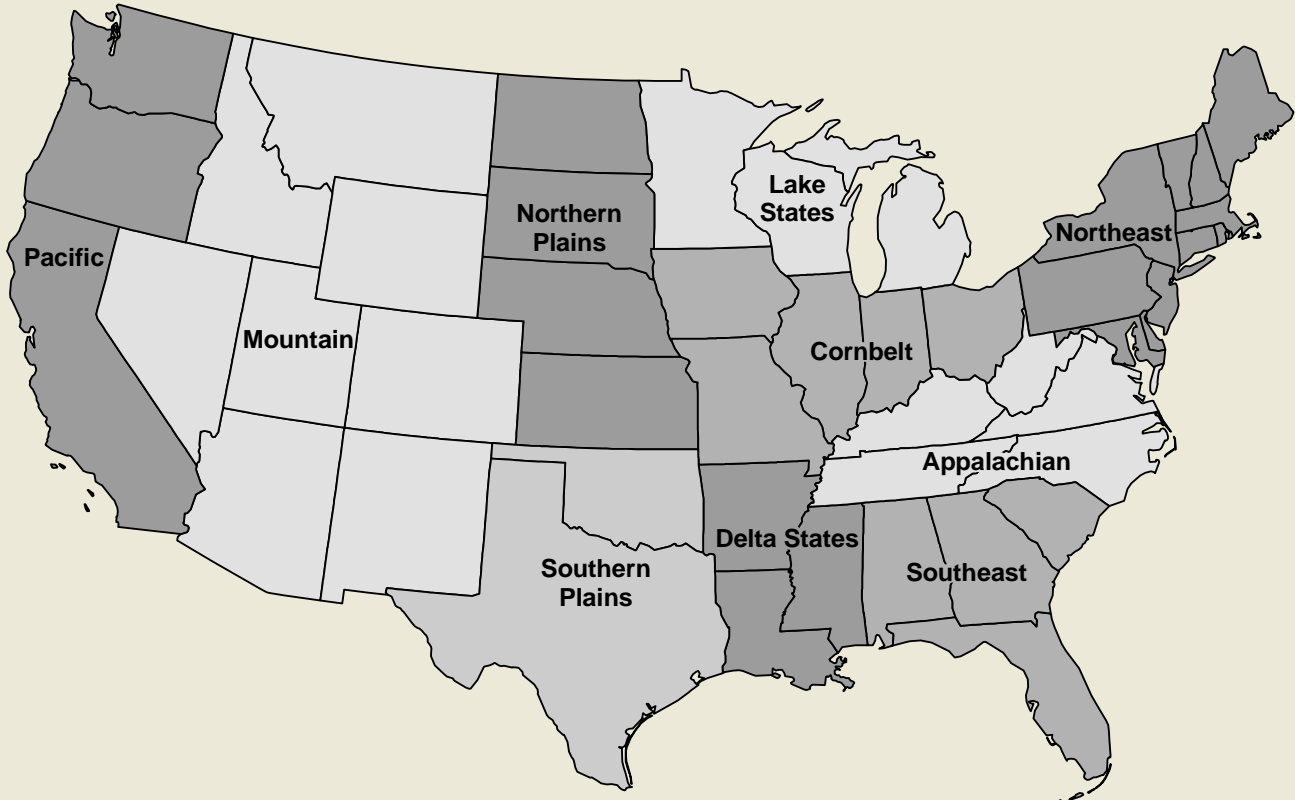 Lake
States
Northern
Plains
Northeast
Pacific
Mountain
Cornbelt
Appalachian
Delta States
Southern
Plains
Southeast